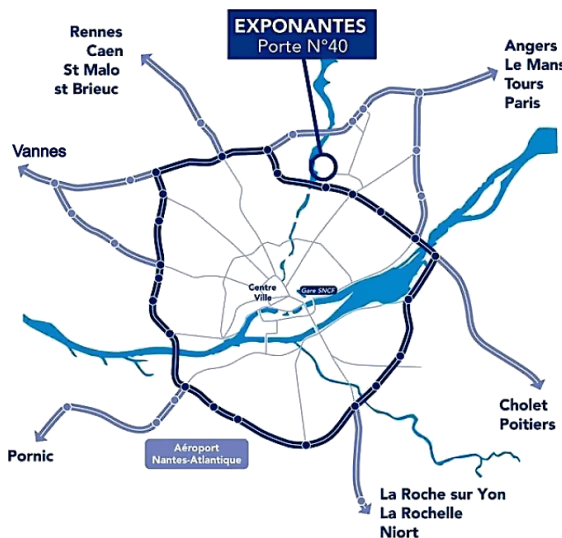 EXPONANTES
Porte N°40
Rennes
Caen
St Malo
st Brieuc
Angers
Le Mans
Tours
Paris
Vannes
Centre
Ville
Gare SNCF
Cholet
Poitiers
Pornic
Aéroport
Nantes-Atlantique
La Roche sur Yon
La Rochelle
Niort